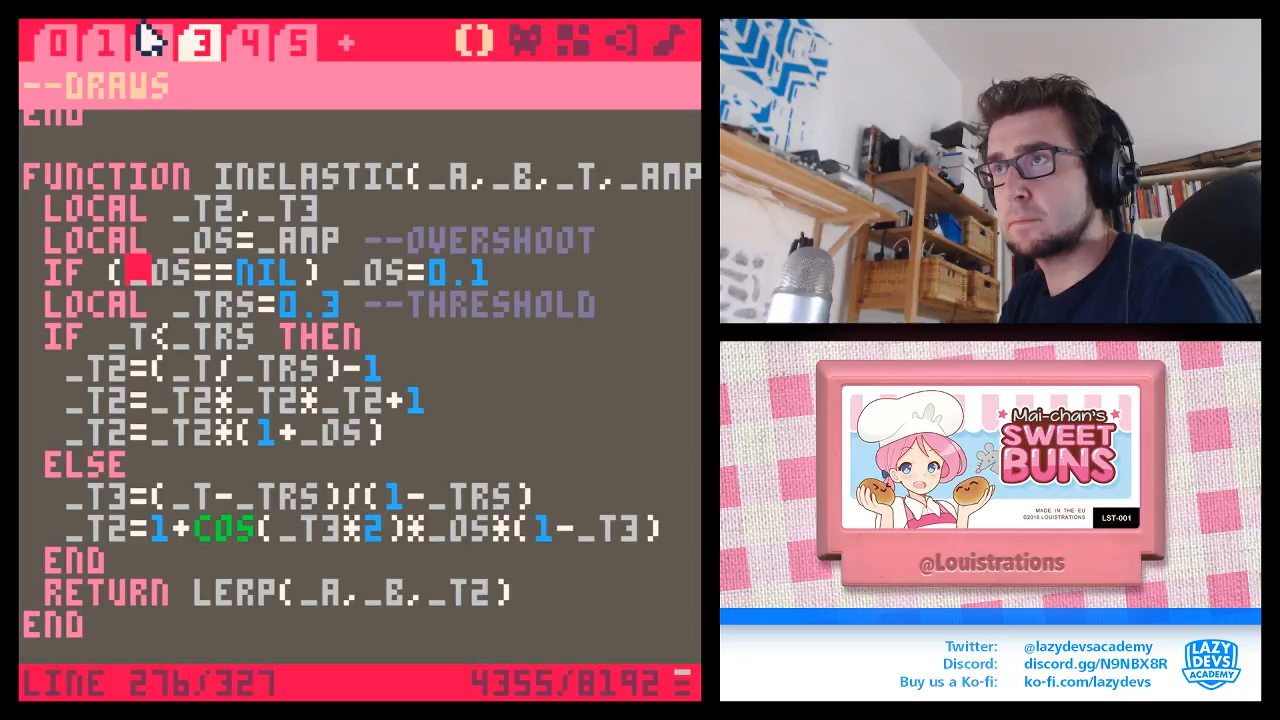 0 1 3 4 5 +
--DRAWS
END
FUNCTION INELASTIC(_A,_B,_T,_AMP
LOCAL _T2,_T3
LOCAL _OS=_AMP --OVERSHOOT
IF (_OS==NIL) _OS=0.1
LOCAL _TRS=0.3 --THRESHOLD
IF _T<_TRS THEN
_T2=(_T/_TRS)-1
_T2=_T2*_T2*_T2+1
_T2=_T2*(1+_OS)
ELSE
_T3=(_T-_TRS)/(1-_TRS)
_T2=1+COS(_T3*2)*_OS*(1-_T3)
END
RETURN LERP(_A,_B,_T2)
END
LINE 276/327 4355/8192
Mai-chan's
SWEET
BUNS
MADE IN THE EU
©2018 LOUISTRATIONS
LST-001
@Louistrations
Twitter: @lazydevsacademy
Discord: discord.gg/N9NBX8R
Buy us a Ko-fi: ko-fi.com/lazydevs
LAZY
DEVS
ACADEMY